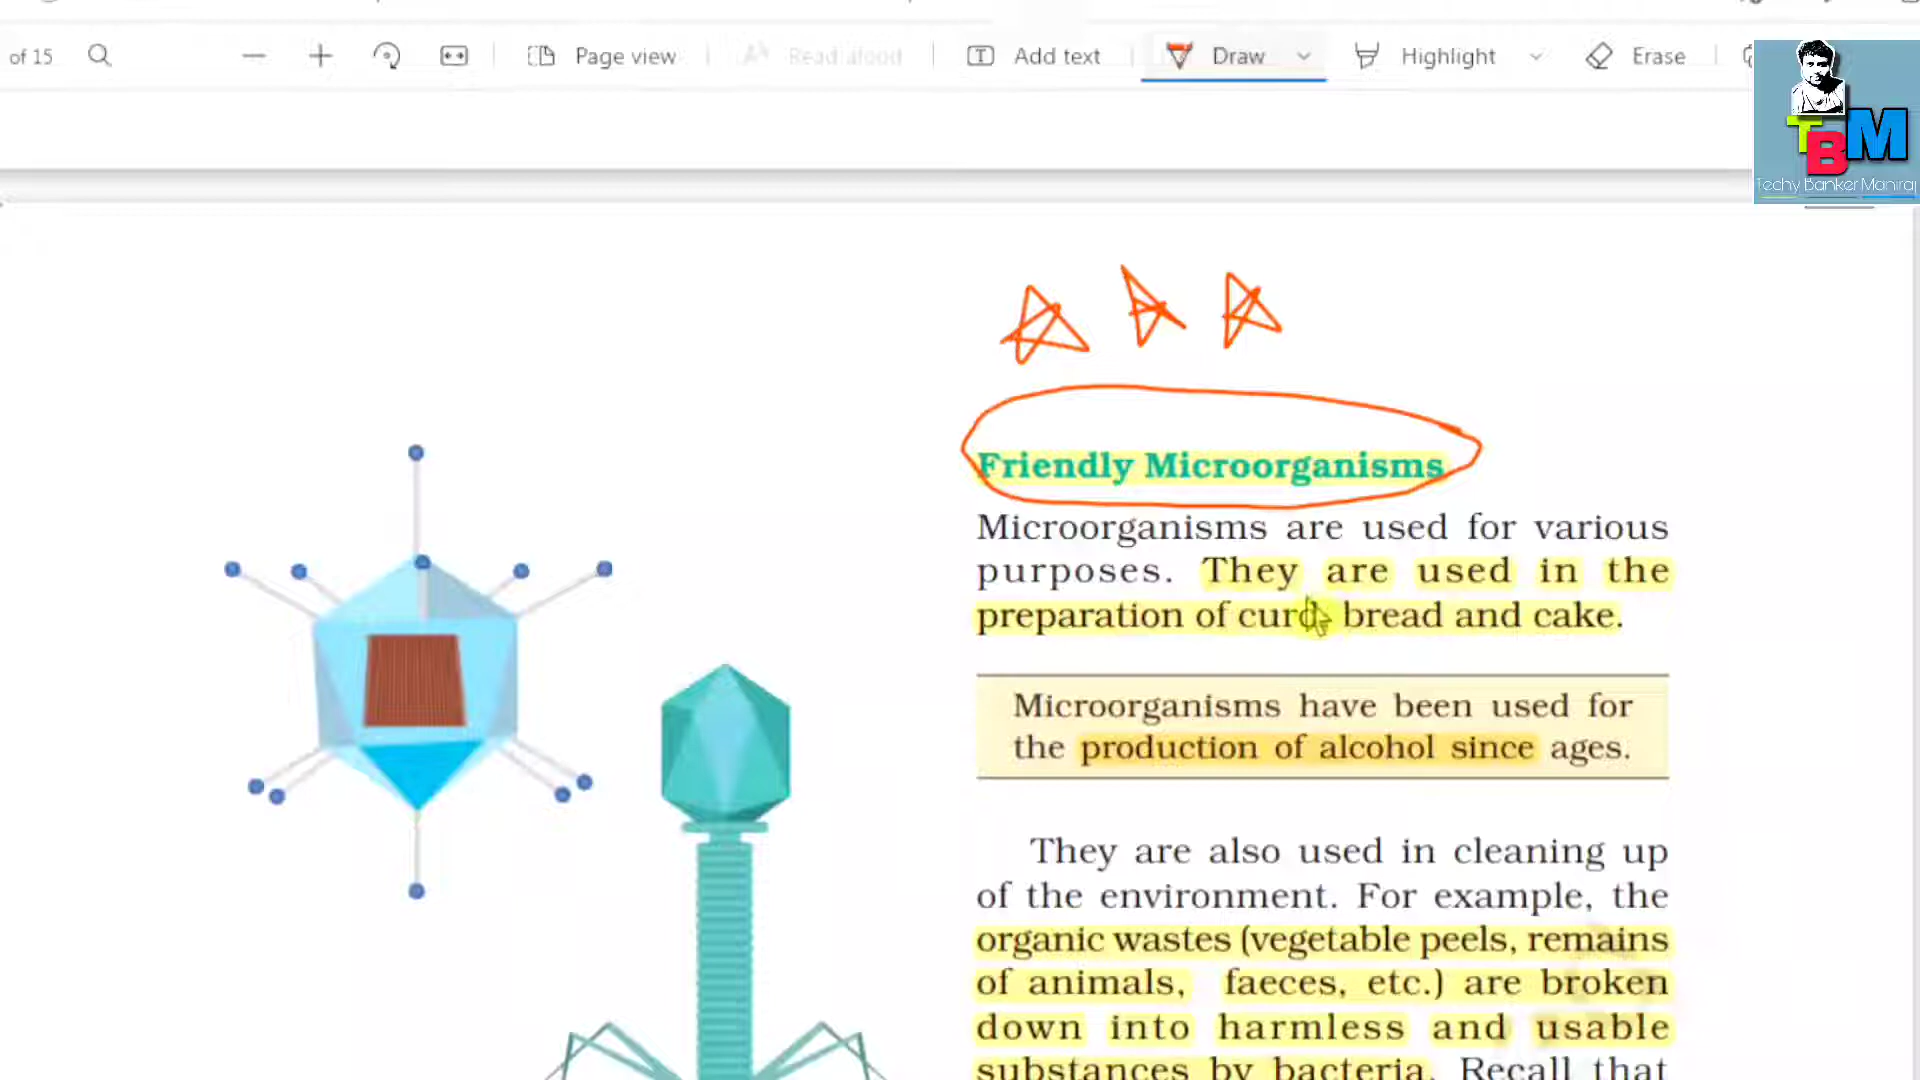 of 15
Page view
Read aloud
Add text
Draw
Highlight
Erase
TBM
Techy Banker Maniraj
Friendly Microorganisms
Microorganisms are used for various
purposes. They are used in the
preparation of curd, bread and cake.
Microorganisms have been used for
the production of alcohol since ages.
They are also used in cleaning up
of the environment. For example, the
organic wastes (vegetable peels, remains
of animals, faeces, etc.) are broken
down into harmless and usable
substances by bacteria. Recall that